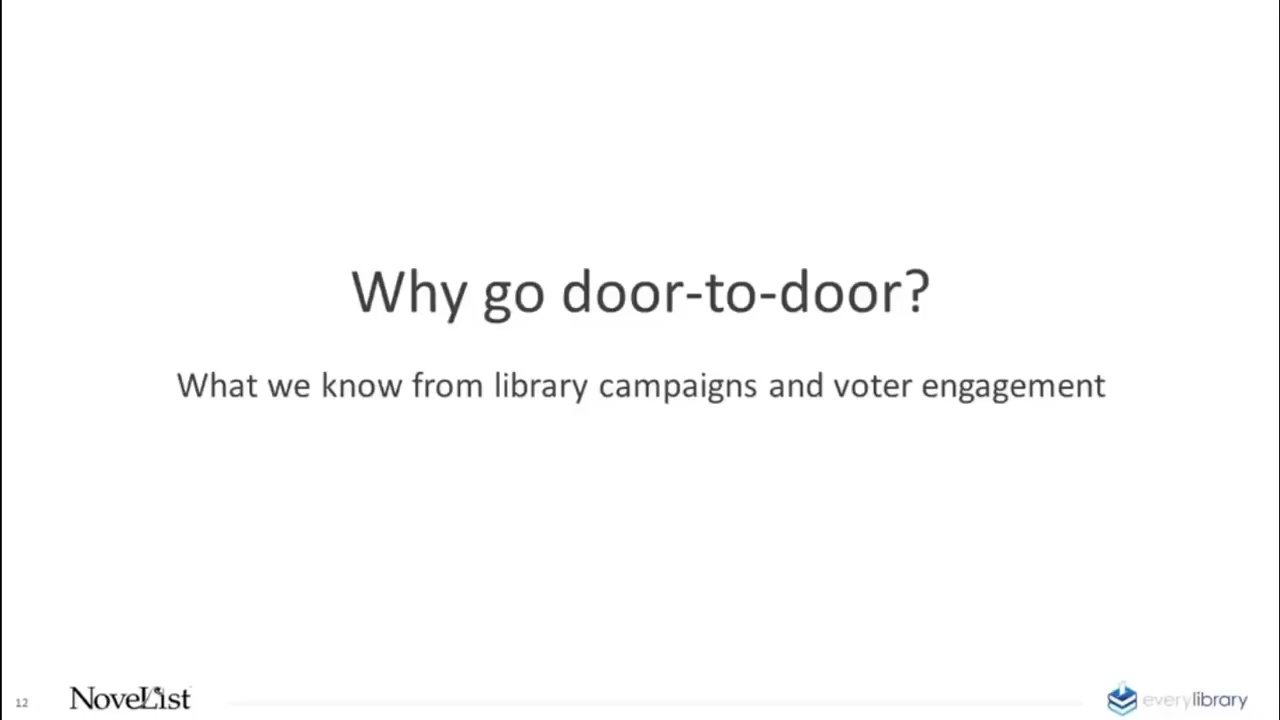 Why go door-to-door?
What we know from library campaigns and voter engagement
12
NoveList
everylibrary